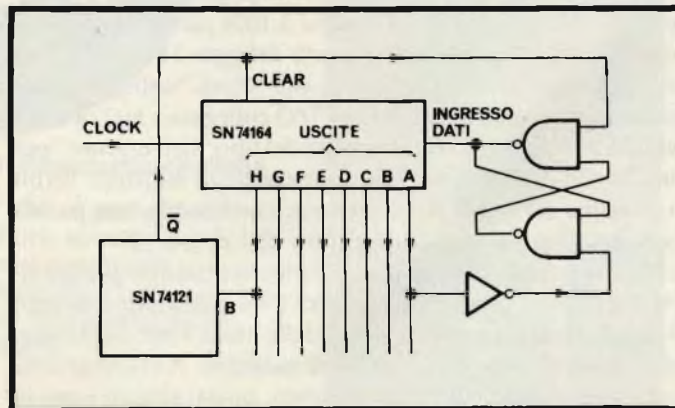 CLEAR
CLOCK
SN74164 USCITE
INGRESSO
DATI
H G F E D C B A
Q̅
SN74121
B